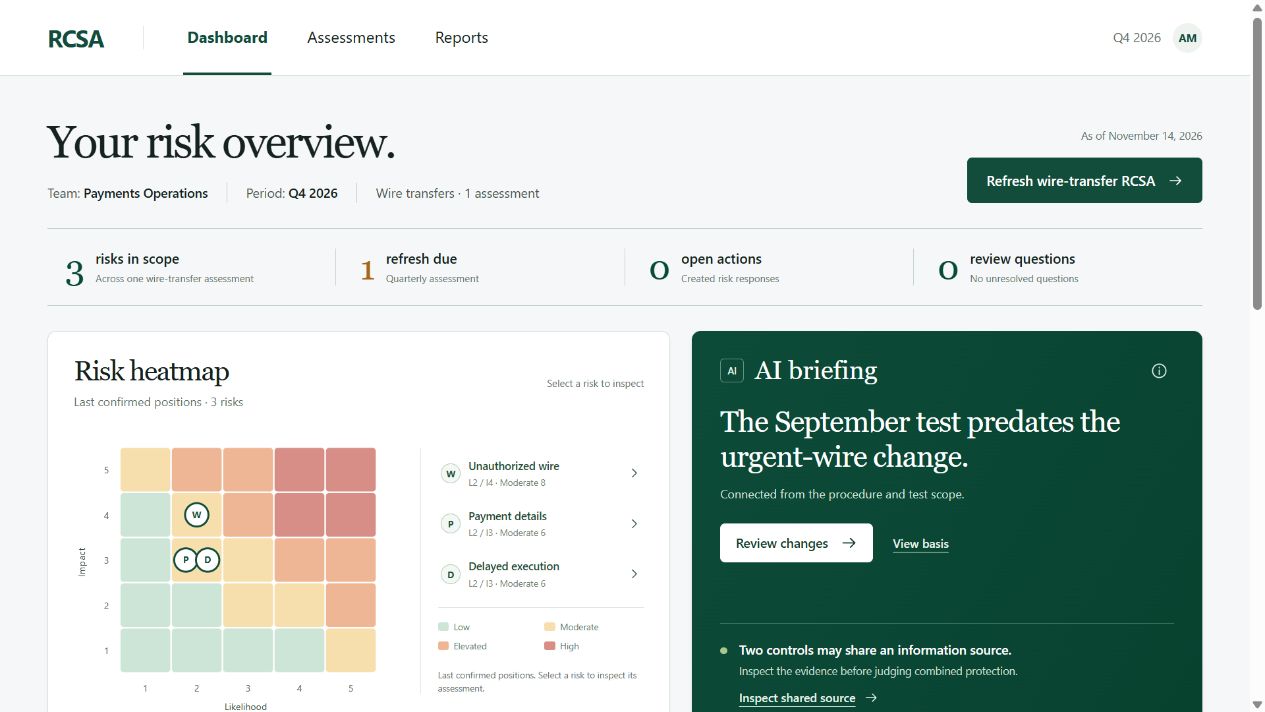 RCSA
Dashboard
Assessments
Reports
Q4 2026
AM
Your risk overview.
As of November 14, 2026
Team: Payments Operations
Period: Q4 2026
Wire transfers · 1 assessment
Refresh wire-transfer RCSA →
3
risks in scope
Across one wire-transfer assessment
1
refresh due
Quarterly assessment
0
open actions
Created risk responses
0
review questions
No unresolved questions
Risk heatmap
Last confirmed positions · 3 risks
Select a risk to inspect
Impact
5
4
3
2
1
W
P
D
1
2
3
4
5
Likelihood
W
Unauthorized wire
L2 / I4 · Moderate 8
P
Payment details
L2 / I3 · Moderate 6
D
Delayed execution
L2 / I3 · Moderate 6
Low
Moderate
Elevated
High
Last confirmed positions. Select a risk to inspect its
assessment.
AI
AI briefing
The September test predates the
urgent-wire change.
Connected from the procedure and test scope.
Review changes →
View basis
Two controls may share an information source.
Inspect the evidence before judging combined protection.
Inspect shared source →